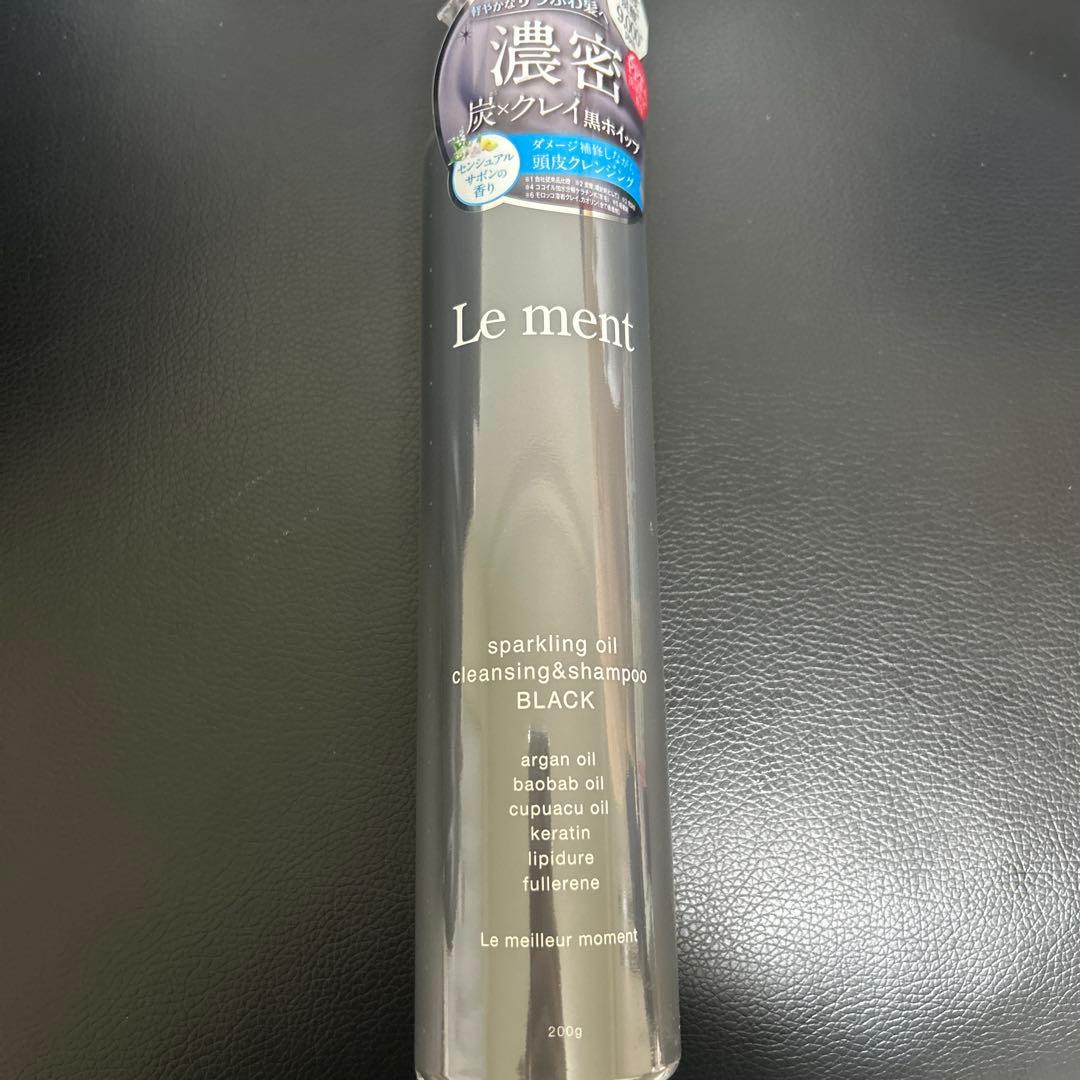 濃密
炭×クレイ黒ホイップ
ダメージ補修しながら
頭皮クレンジング
センシュアル
サボンの
香り
Le ment
sparkling oil
cleansing&shampoo
BLACK
argan oil
baobab oil
cupuacu oil
keratin
lipidure
fullerene
Le meilleur moment
200g